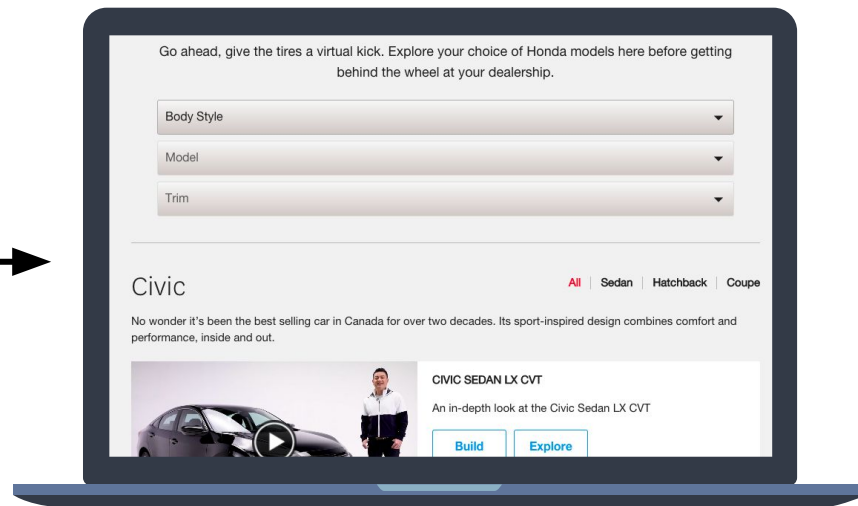 Go ahead, give the tires a virtual kick. Explore your choice of Honda models here before getting
behind the wheel at your dealership.
Body Style
Model
Trim
Civic
All Sedan Hatchback Coupe
No wonder it's been the best selling car in Canada for over two decades. Its sport-inspired design combines comfort and
performance, inside and out.
CIVIC SEDAN LX CVT
An in-depth look at the Civic Sedan LX CVT
Build Explore